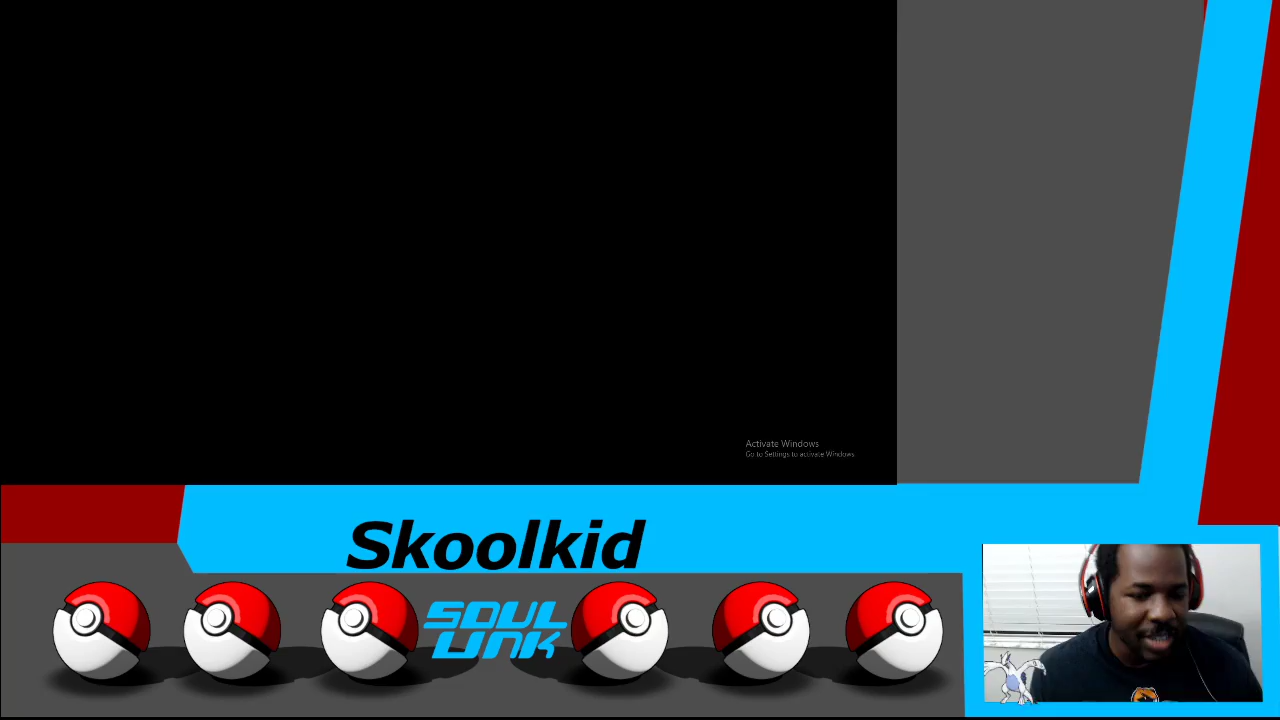 Activate Windows
Go to Settings to activate Windows.
Skoolkid
SOUL
LINK